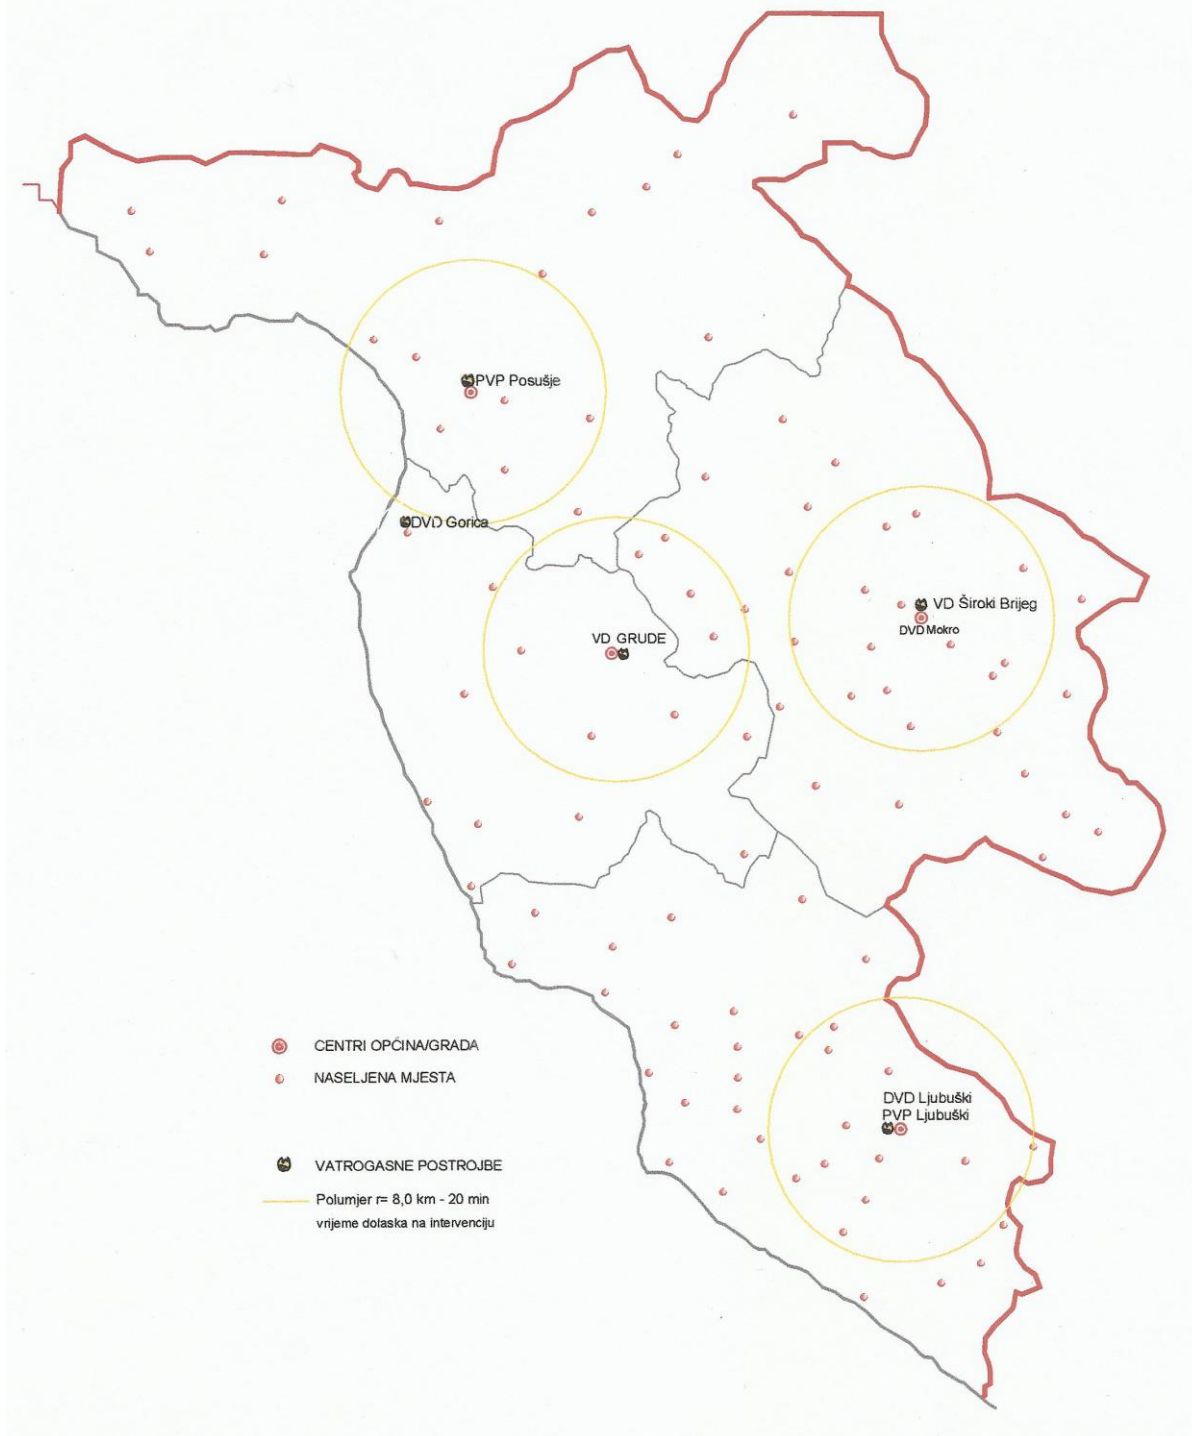 PVP Posušje
DVD Gorica
VD Široki Brijeg
DVD Mokro
VD GRUDE
CENTRI OPĆINA/GRADA
NASELJENA MJESTA
DVD Ljubuški
PVP Ljubuški
VATROGASNE POSTROJBE
Polumjer r= 8,0 km - 20 min
vrijeme dolaska na intervenciju